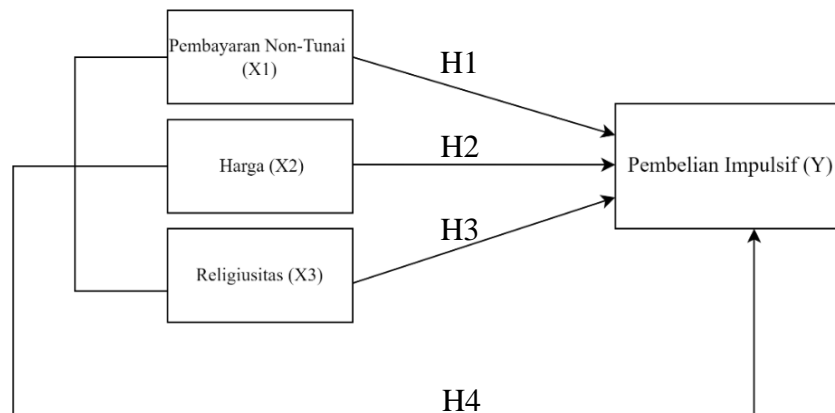 Pembayaran Non-Tunai
(X1)
H1
Harga (X2)
H2
Pembelian Impulsif (Y)
Religiusitas (X3)
H3
H4